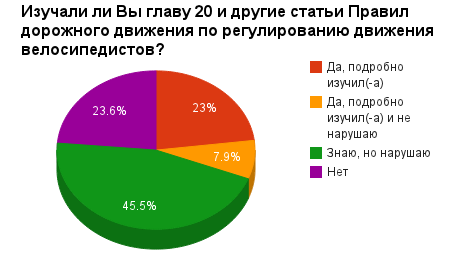 Изучали ли Вы главу 20 и другие статьи Правил
дорожного движения по регулированию движения
велосипедистов?
Да, подробно
изучил(-а)
Да, подробно
изучил(-а) и не
нарушаю
Знаю, но нарушаю
Нет
23.6%
23%
7.9%
45.5%